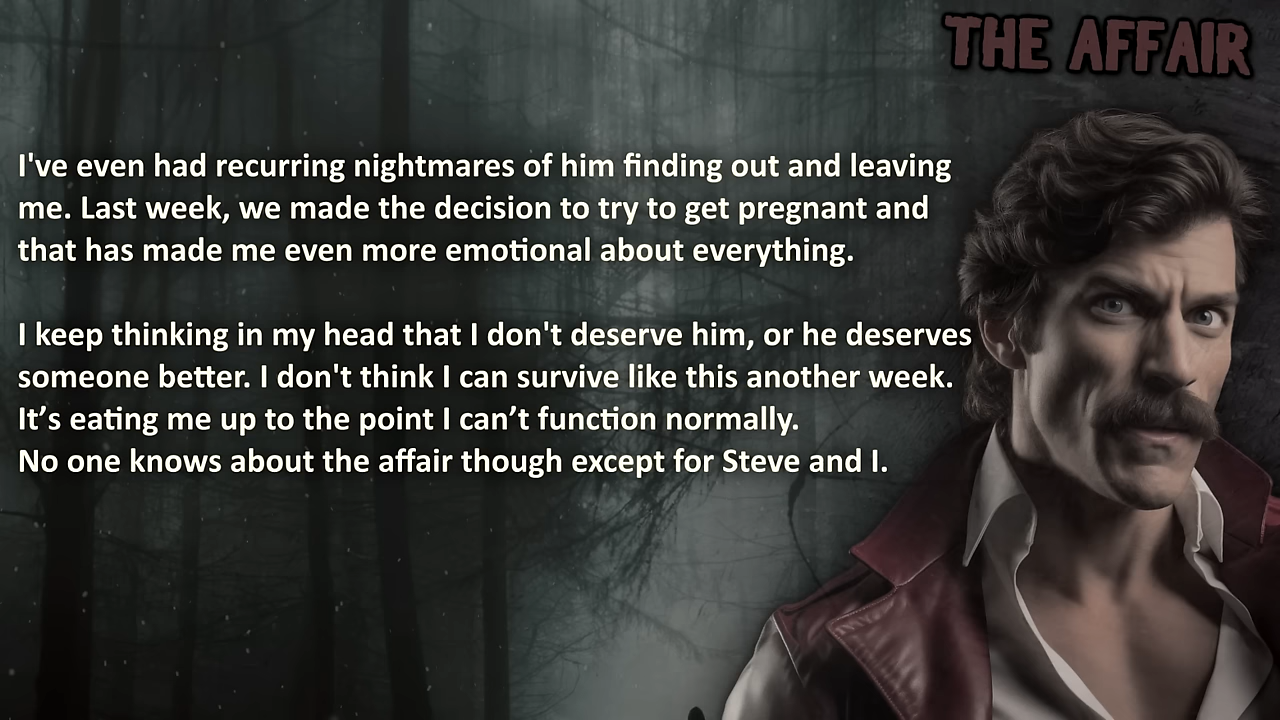 THE AFFAIR
I've even had recurring nightmares of him finding out and leaving
me. Last week, we made the decision to try to get pregnant and
that has made me even more emotional about everything.
I keep thinking in my head that I don't deserve him, or he deserves
someone better. I don't think I can survive like this another week.
It’s eating me up to the point I can’t function normally.
No one knows about the affair though except for Steve and I.